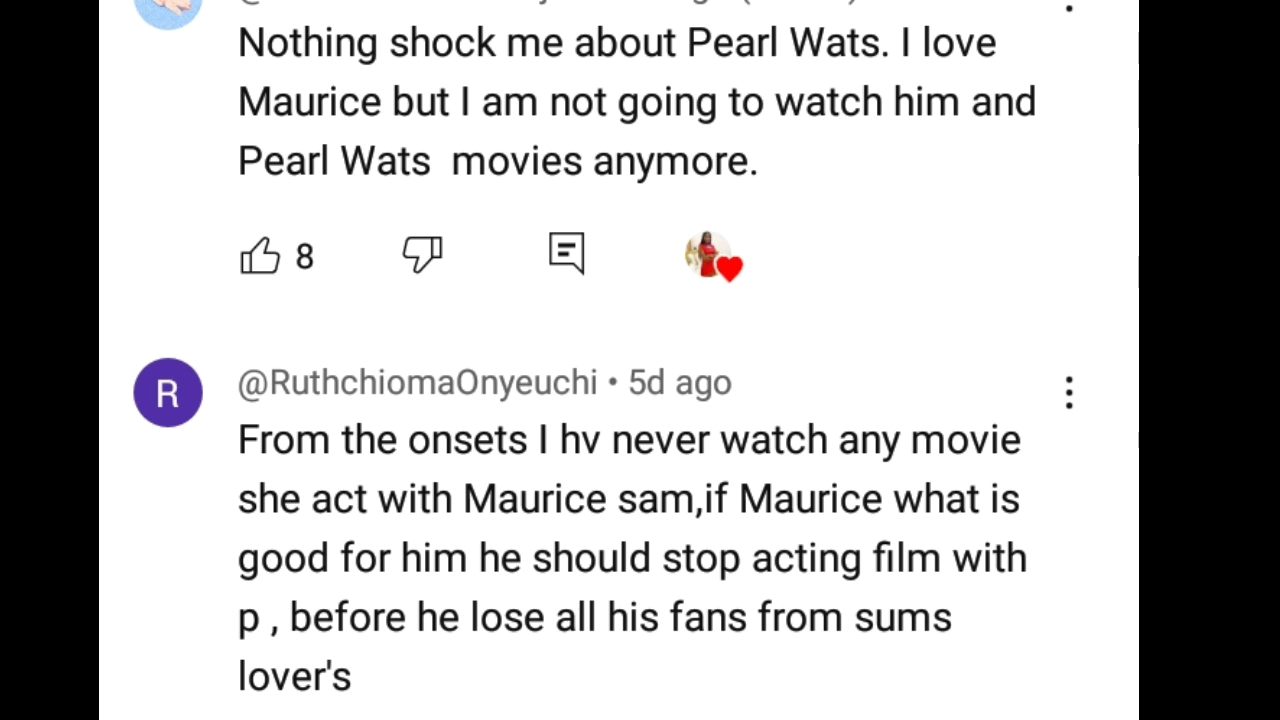 Nothing shock me about Pearl Wats. I love
Maurice but I am not going to watch him and
Pearl Wats movies anymore.
8
R
@RuthchiomaOnyeuchi • 5d ago
From the onsets I hv never watch any movie
she act with Maurice sam,if Maurice what is
good for him he should stop acting film with
p , before he lose all his fans from sums
lover's